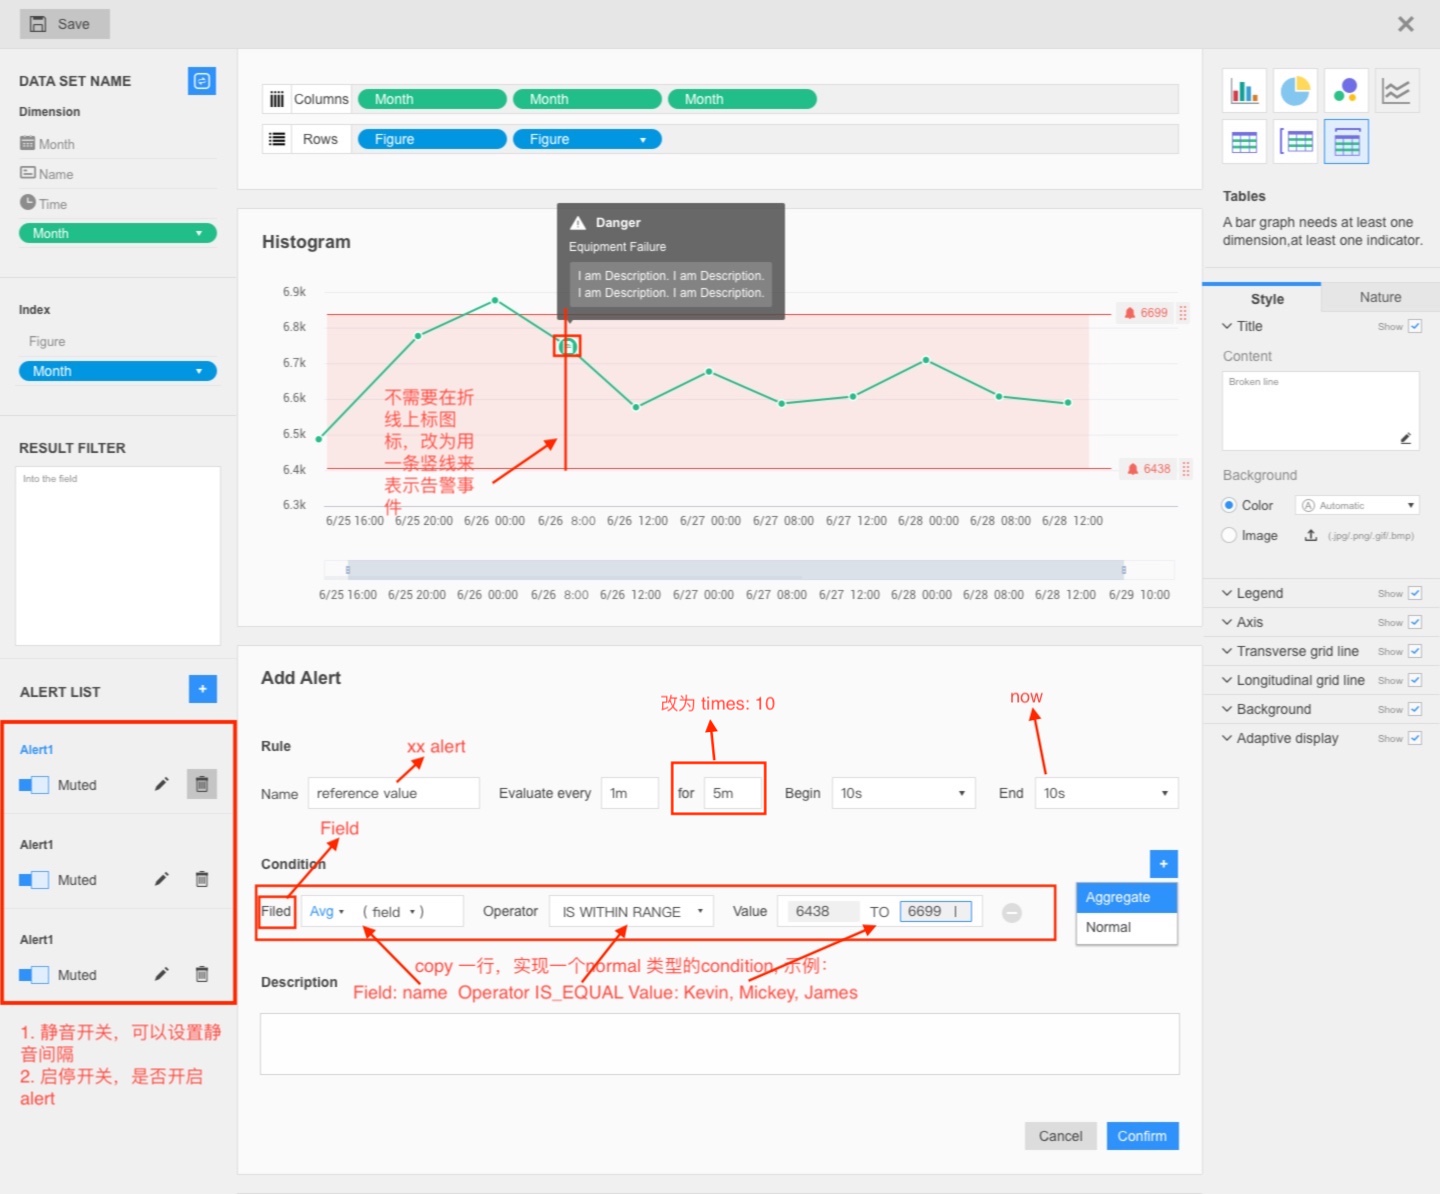 Save
DATA SET NAME
Dimension
Month
Name
Time
Month
Index
Figure
Month
RESULT FILTER
Into the field
ALERT LIST
+
Alert1
Muted
Alert1
Muted
Alert1
Muted
1. 静音开关，可以设置静
音间隔
2. 启停开关，是否开启
alert
Columns Month Month Month
Rows Figure Figure
Histogram
Danger
Equipment Failure
I am Description. I am Description.
I am Description. I am Description.
6.9k
6.8k
6.7k
6.6k
6.5k
6.4k
6.3k
6699
6438
不需要在折
线上标图
标，改为用
一条竖线来
表示告警事
件
6/25 16:00 6/25 20:00 6/26 00:00 6/26 8:00 6/26 12:00 6/27 00:00 6/27 08:00 6/27 12:00 6/28 00:00 6/28 08:00 6/28 12:00
6/25 16:00 6/25 20:00 6/26 00:00 6/26 8:00 6/26 12:00 6/27 00:00 6/27 08:00 6/27 12:00 6/28 00:00 6/28 08:00 6/28 12:00 6/29 10:00
Add Alert
改为 times: 10
now
Rule
xx alert
Name reference value Evaluate every 1m for 5m Begin 10s End 10s
Field
Condition
+
Aggregate
Normal
Filed Avg ( field ) Operator IS WITHIN RANGE Value 6438 TO 6699
copy 一行，实现一个normal 类型的condition, 示例：
Description
Field: name Operator IS_EQUAL Value: Kevin, Mickey, James
Cancel Confirm
Tables
A bar graph needs at least one
dimension,at least one indicator.
Style Nature
Title Show
Content
Broken line
Background
Color A Automatic
Image (.jpg/.png/.gif/.bmp)
Legend Show
Axis Show
Transverse grid line Show
Longitudinal grid line Show
Background Show
Adaptive display Show